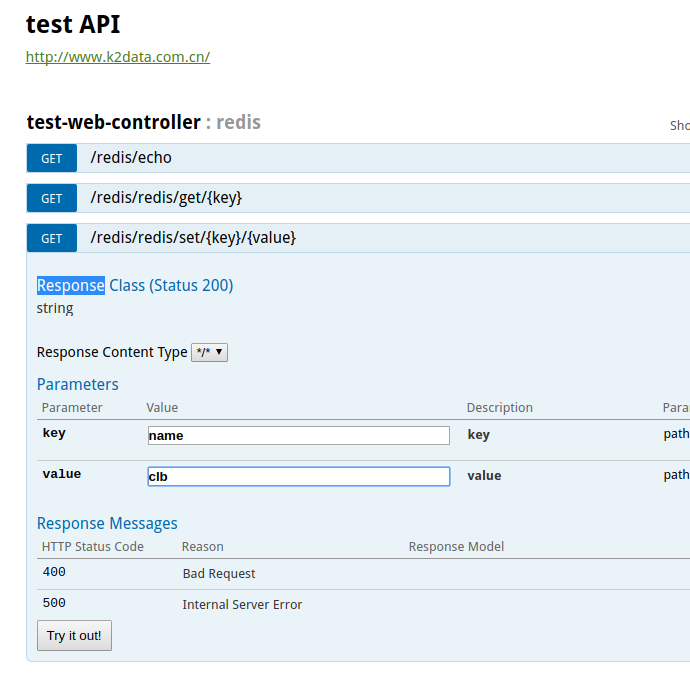 test API
http://www.k2data.com.cn/
test-web-controller : redis
Sho
GET /redis/echo
GET /redis/redis/get/{key}
GET /redis/redis/set/{key}/{value}
Response Class (Status 200)
string
Response Content Type */*
Parameters
Parameter Value Description Para
key name key path
value clb value path
Response Messages
HTTP Status Code Reason Response Model
400 Bad Request
500 Internal Server Error
Try it out!